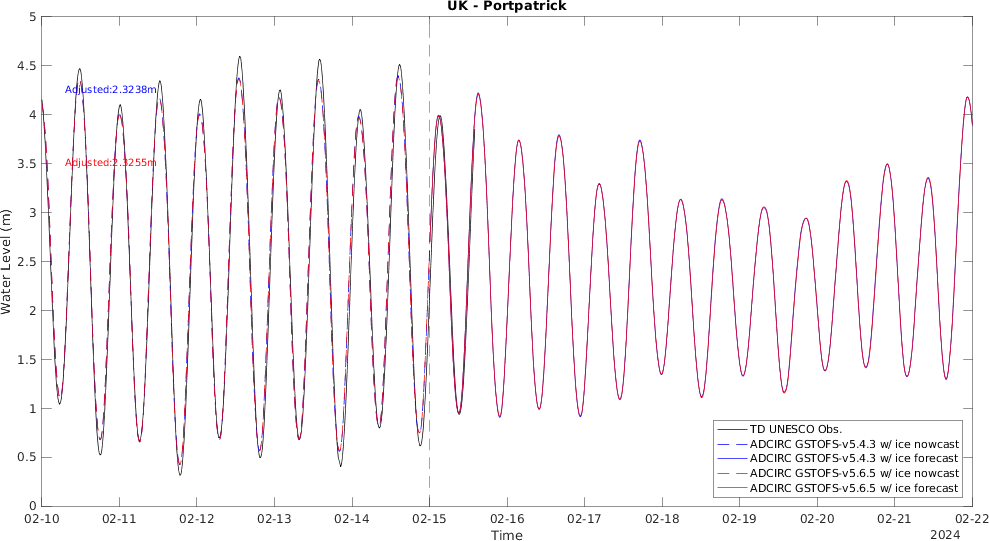 UK - Portpatrick
5
4.5
4
3.5
3
2.5
2
1.5
1
0.5
0
Water Level (m)
Adjusted:2.3238m
Adjusted:2.3255m
TD UNESCO Obs.
ADCIRC GSTOFS-v5.4.3 w/ ice nowcast
ADCIRC GSTOFS-v5.4.3 w/ ice forecast
ADCIRC GSTOFS-v5.6.5 w/ ice nowcast
ADCIRC GSTOFS-v5.6.5 w/ ice forecast
02-10 02-11 02-12 02-13 02-14 02-15 02-16 02-17 02-18 02-19 02-20 02-21 02-22
Time
2024